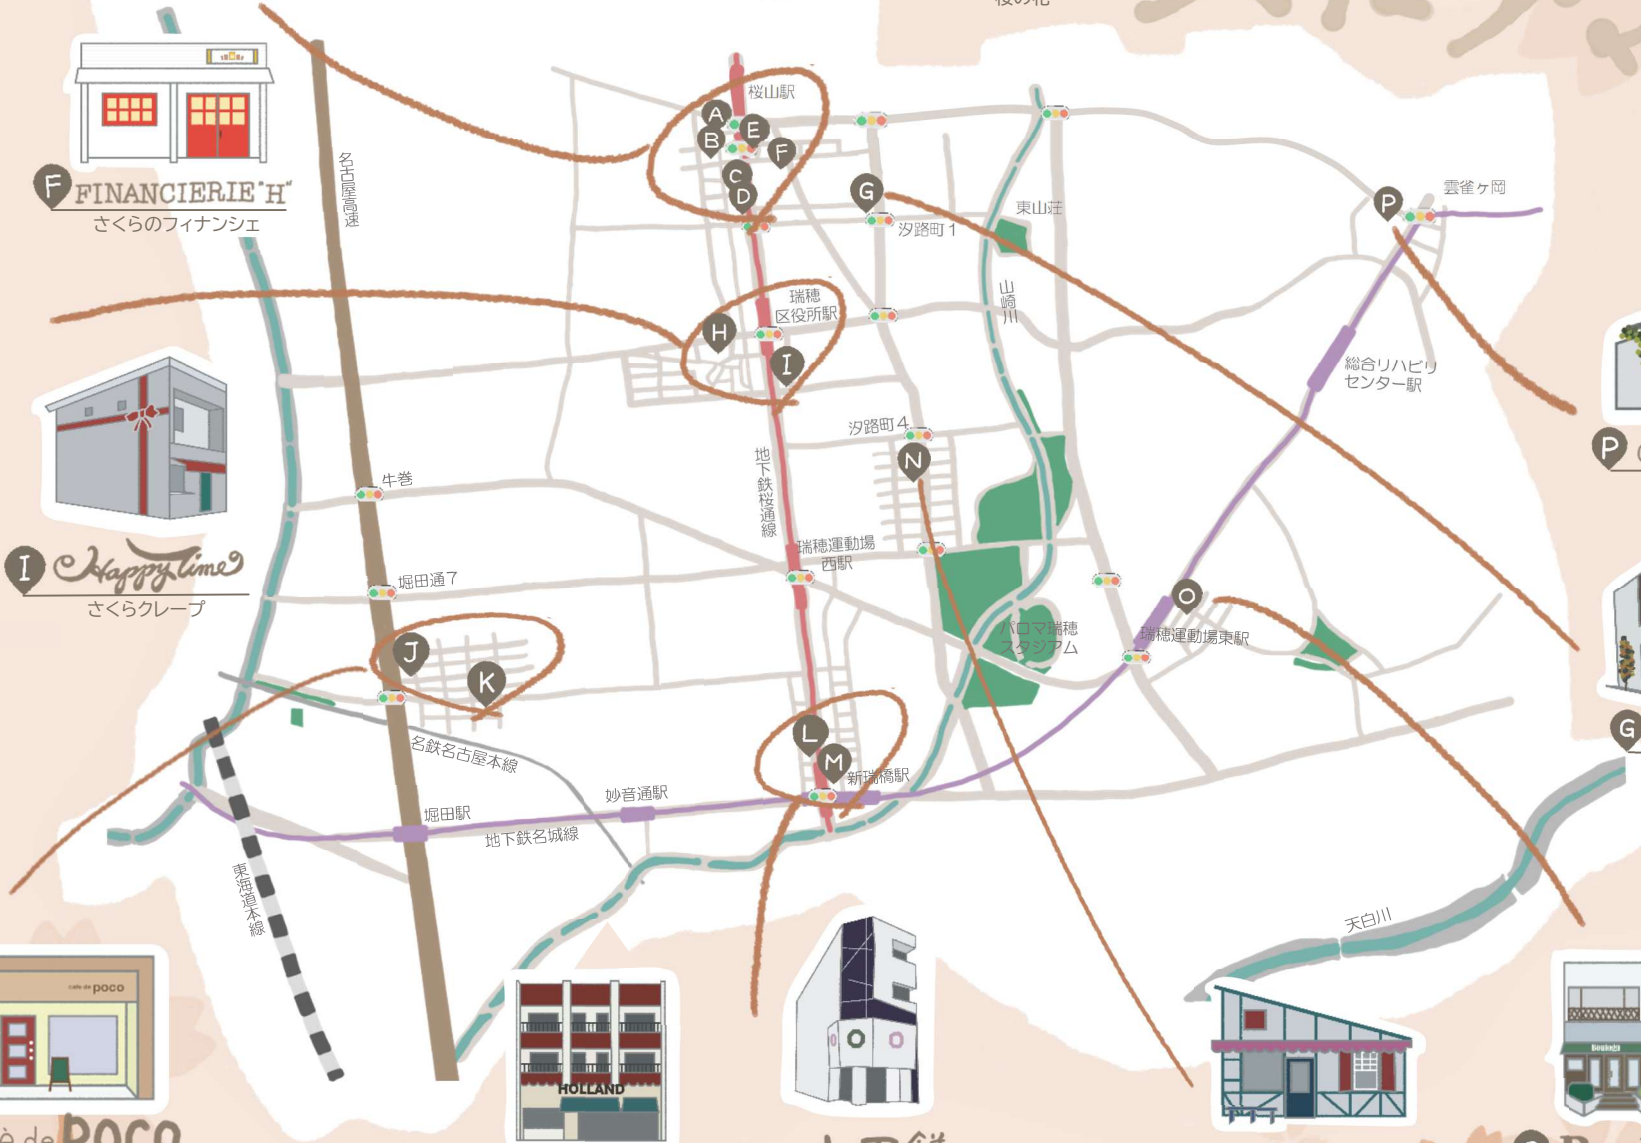 桜山駅
A
E
B
F
C
D
G
汐路町1
東山荘
山崎川
P
雲雀ヶ岡
F FINANCIERIE "H"
さくらのフィナンシェ
名古屋高速
瑞穂
区役所駅
H
I
総合リハビリ
センター駅
汐路町4
N
地下鉄桜通線
牛巻
P
瑞穂運動場
西駅
I Happy Time
さくらクレープ
堀田通7
O
パロマ瑞穂
スタジアム
瑞穂運動場東駅
J
K
G
L
M
新瑞橋駅
名鉄名古屋本線
妙音通駅
堀田駅
地下鉄名城線
東海道本線
天白川
cafe de poco
HOLLAND
de poco